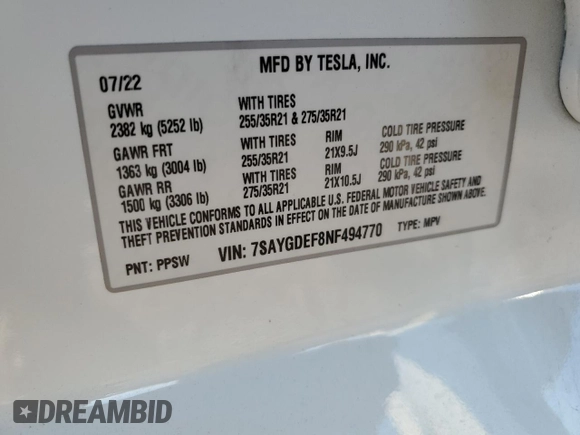 MFD BY TESLA, INC.
07/22
GVWR
2382 kg (5252 lb)
WITH TIRES
255/35R21 & 275/35R21
GAWR FRT
1363 kg (3004 lb)
WITH TIRES
255/35R21
RIM
21X9.5J
COLD TIRE PRESSURE
290 kPa, 42 psi
GAWR RR
1500 kg (3306 lb)
WITH TIRES
275/35R21
RIM
21X10.5J
COLD TIRE PRESSURE
290 kPa, 42 psi
THIS VEHICLE CONFORMS TO ALL APPLICABLE U.S. FEDERAL MOTOR VEHICLE SAFETY AND
THEFT PREVENTION STANDARDS IN EFFECT ON THE DATE OF MANUFACTURE SHOWN ABOVE.
PNT: PPSW VIN: 7SAYGDEF8NF494770 TYPE: MPV
DREAMBID